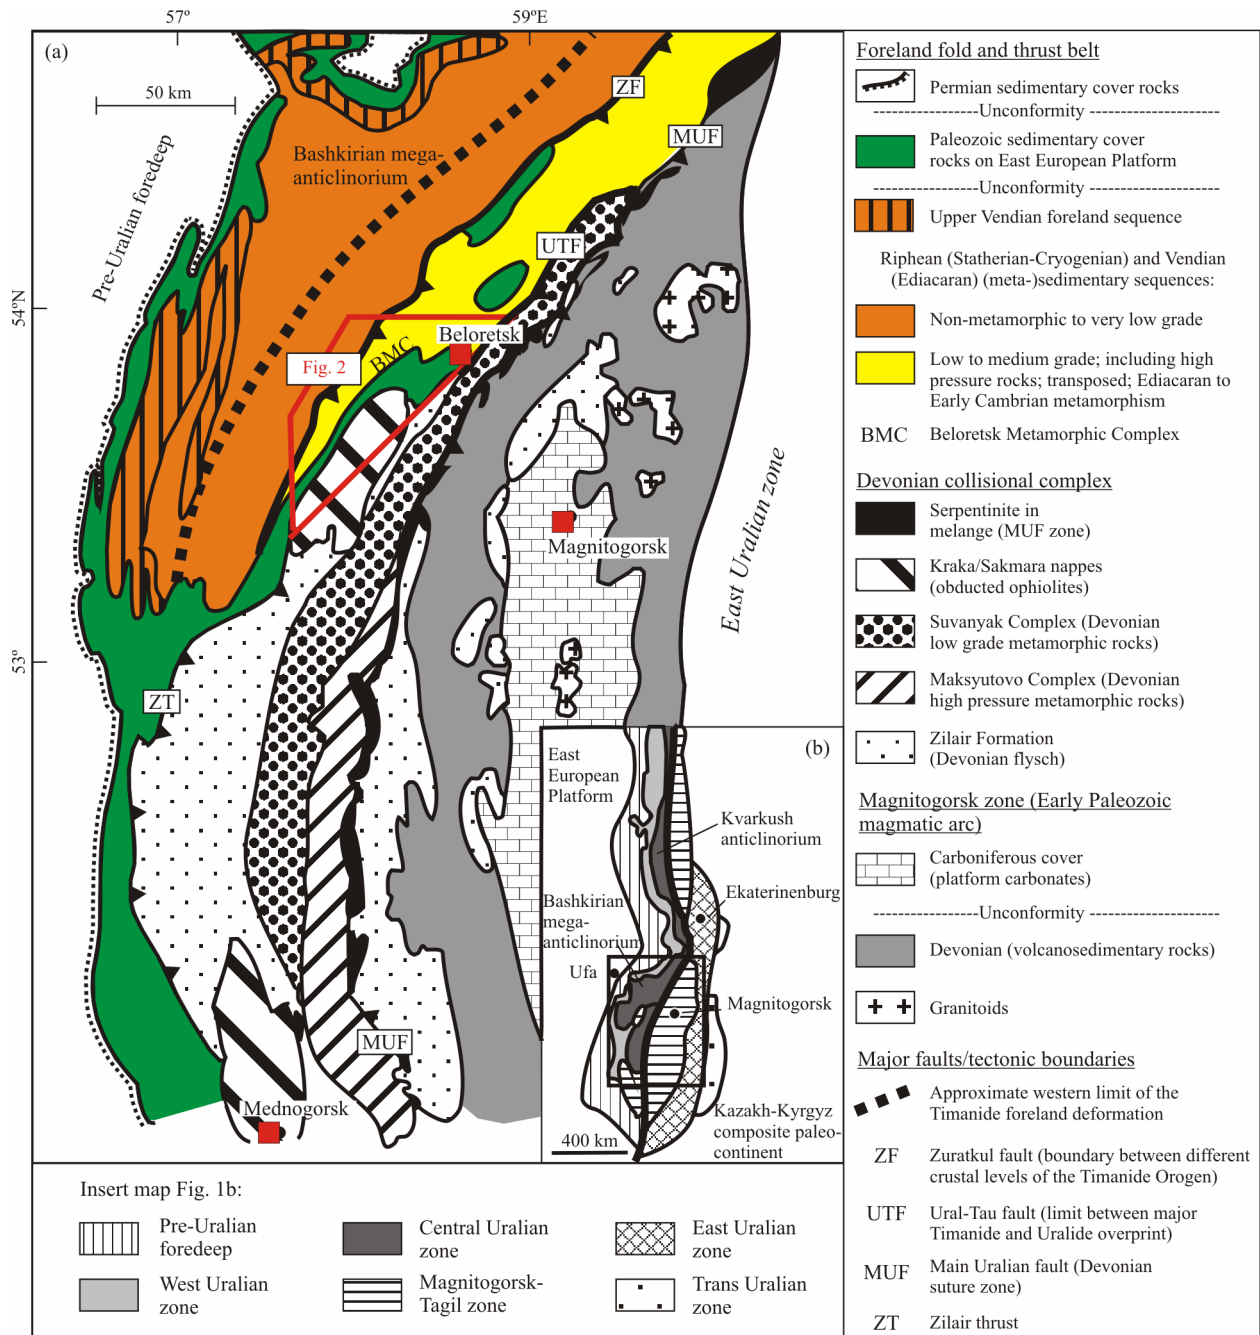 57°
59°E
(a)
50 km
ZF
MUF
Bashkirian mega-
anticlinorium
Pre-Uralian foredeep
UTF
54°N
Beloretsk
BMC
Fig. 2
Magnitogorsk
East Uralian zone
53°
ZT
MUF
Mednogorsk
(b)
East
European
Platform
Kvarkush
anticlinorium
Ekaterinenburg
Bashkirian
mega-
anticlinorium
Ufa
Magnitogorsk
Kazakh-Kyrgyz
composite paleo-
continent
400 km
Insert map Fig. 1b:
Pre-Uralian
foredeep
Central Uralian
zone
East Uralian
zone
West Uralian
zone
Magnitogorsk-
Tagil zone
Trans Uralian
zone
Foreland fold and thrust belt
Permian sedimentary cover rocks
-----------------Unconformity ---------------------
Paleozoic sedimentary cover
rocks on East European Platform
-----------------Unconformity ---------------------
Upper Vendian foreland sequence
Riphean (Statherian-Cryogenian) and Vendian
(Ediacaran) (meta-)sedimentary sequences:
Non-metamorphic to very low grade
Low to medium grade; including high
pressure rocks; transposed; Ediacaran to
Early Cambrian metamorphism
BMC Beloretsk Metamorphic Complex
Devonian collisional complex
Serpentinite in
melange (MUF zone)
Kraka/Sakmara nappes
(obducted ophiolites)
Suvanyak Complex (Devonian
low grade metamorphic rocks)
Maksyutovo Complex (Devonian
high pressure metamorphic rocks)
Zilair Formation
(Devonian flysch)
Magnitogorsk zone (Early Paleozoic
magmatic arc)
Carboniferous cover
(platform carbonates)
-----------------Unconformity ---------------------
Devonian (volcanosedimentary rocks)
Granitoids
Major faults/tectonic boundaries
Approximate western limit of the
Timanide foreland deformation
ZF Zuratkul fault (boundary between different
crustal levels of the Timanide Orogen)
UTF Ural-Tau fault (limit between major
Timanide and Uralide overprint)
MUF Main Uralian fault (Devonian
suture zone)
ZT Zilair thrust